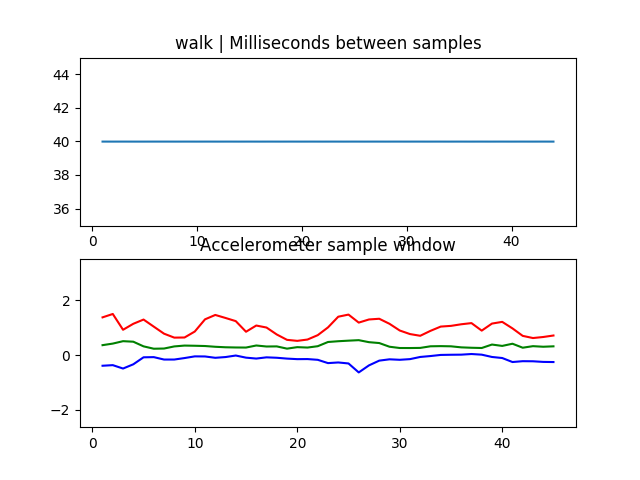 walk | Milliseconds between samples
44
42
40
38
36
0 10 20 30 40
Accelerometer sample window
2
0
−2
0 10 20 30 40